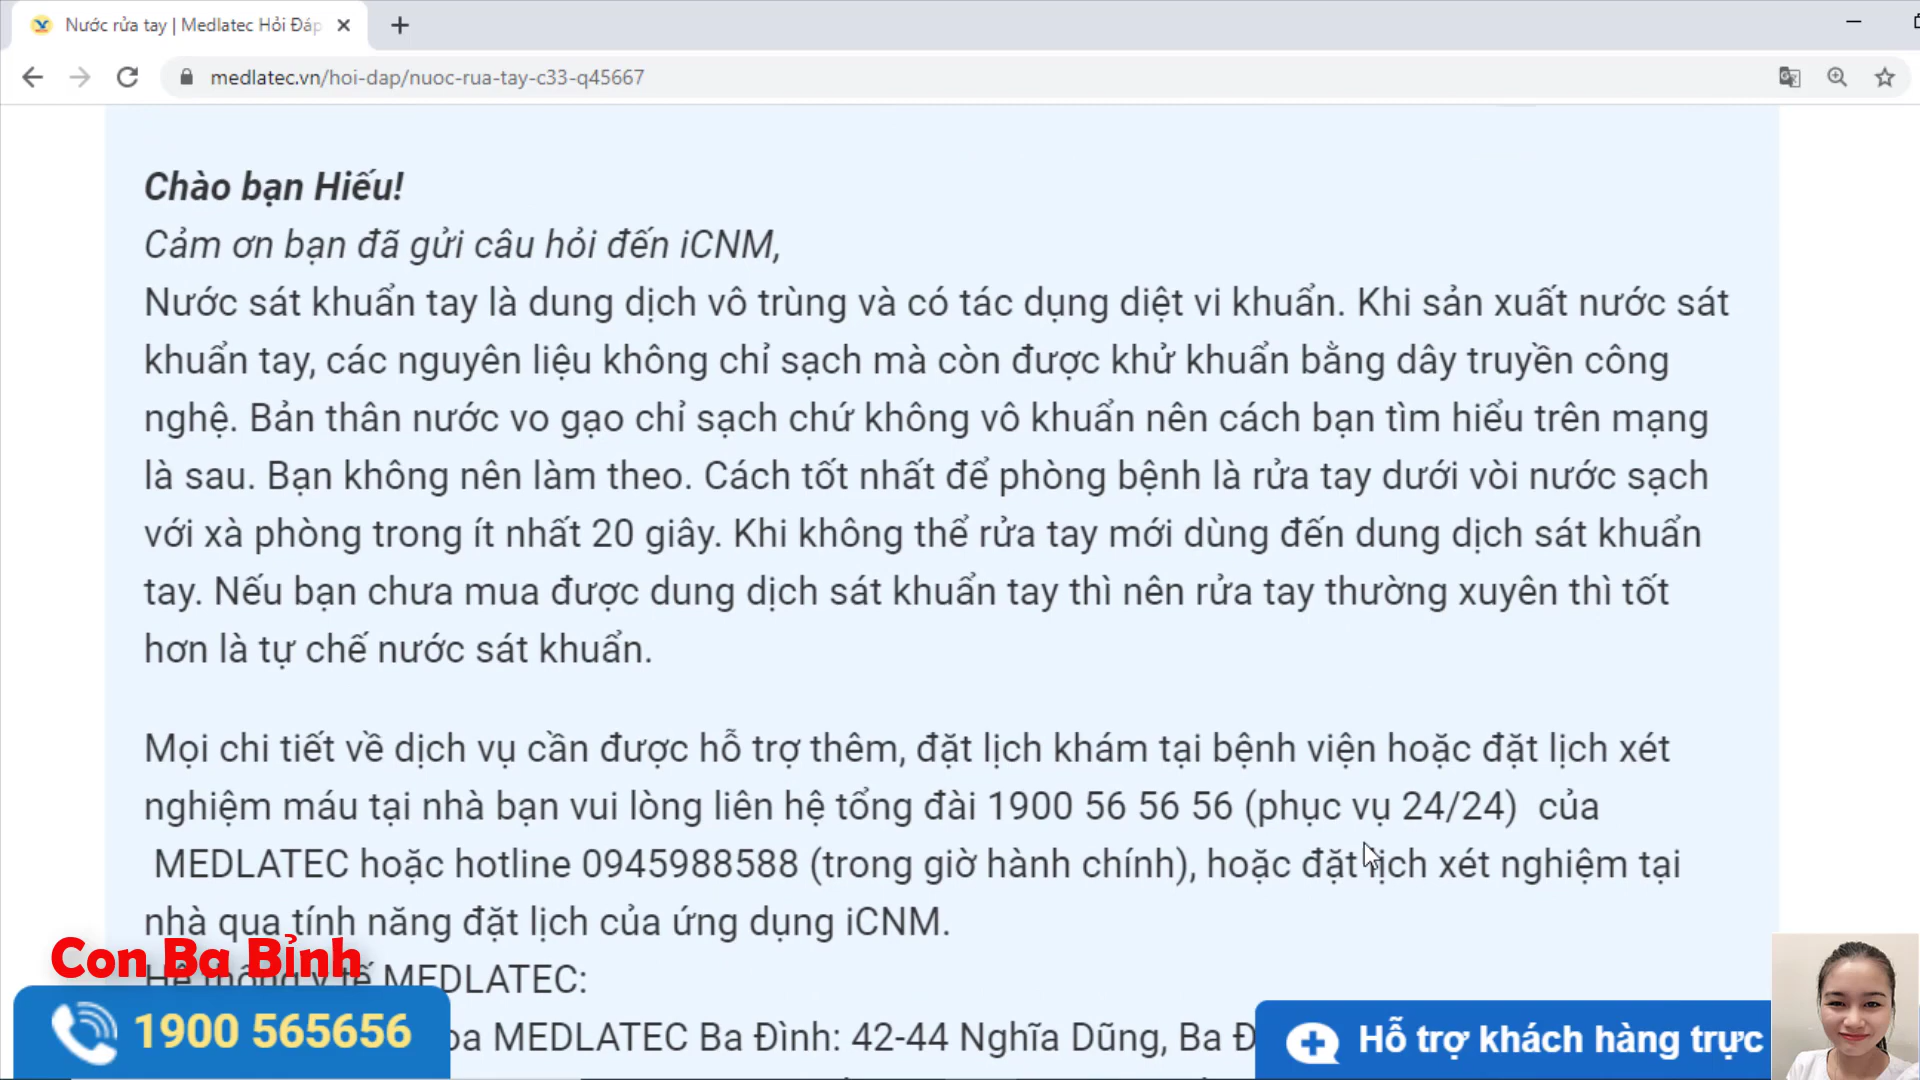 Nước rửa tay | Medlatec Hỏi Đáp
medlatec.vn/hoi-dap/nuoc-rua-tay-c33-q45667
Chào bạn Hiếu!
Cảm ơn bạn đã gửi câu hỏi đến iCNM,
Nước sát khuẩn tay là dung dịch vô trùng và có tác dụng diệt vi khuẩn. Khi sản xuất nước sát
khuẩn tay, các nguyên liệu không chỉ sạch mà còn được khử khuẩn bằng dây truyền công
nghệ. Bản thân nước vo gạo chỉ sạch chứ không vô khuẩn nên cách bạn tìm hiểu trên mạng
là sau. Bạn không nên làm theo. Cách tốt nhất để phòng bệnh là rửa tay dưới vòi nước sạch
với xà phòng trong ít nhất 20 giây. Khi không thể rửa tay mới dùng đến dung dịch sát khuẩn
tay. Nếu bạn chưa mua được dung dịch sát khuẩn tay thì nên rửa tay thường xuyên thì tốt
hơn là tự chế nước sát khuẩn.
Mọi chi tiết về dịch vụ cần được hỗ trợ thêm, đặt lịch khám tại bệnh viện hoặc đặt lịch xét
nghiệm máu tại nhà bạn vui lòng liên hệ tổng đài 1900 56 56 56 (phục vụ 24/24) của
MEDLATEC hoặc hotline 0945988588 (trong giờ hành chính), hoặc đặt lịch xét nghiệm tại
nhà qua tính năng đặt lịch của ứng dụng iCNM.
Con Ba Bỉnh
Hệ thống y tế MEDLATEC:
1900 565656
oa MEDLATEC Ba Đình: 42-44 Nghĩa Dũng, Ba Đ
Hỗ trợ khách hàng trực